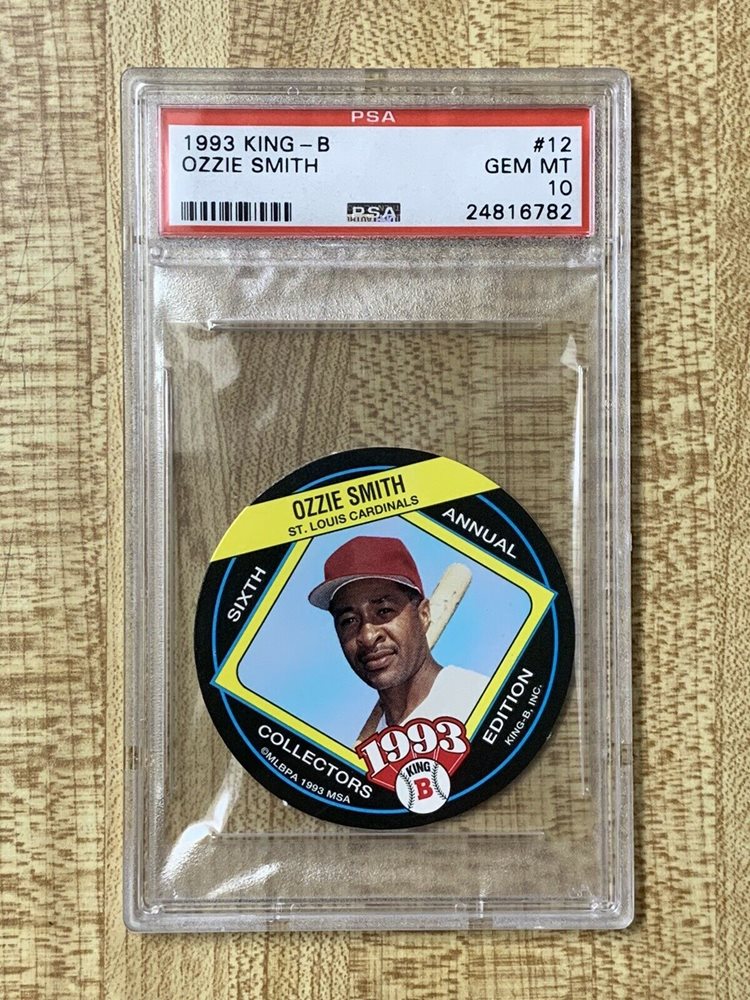 PSA
1993 KING-B #12
OZZIE SMITH GEM MT
10
PSA 24816782
OZZIE SMITH
ST. LOUIS CARDINALS
SIXTH ANNUAL
COLLECTORS EDITION
©MLBPA 1993 MSA
KING-B, INC.
1993
KING
B